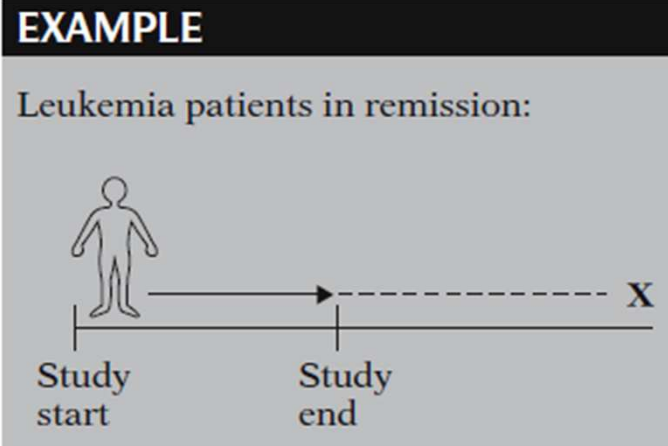 EXAMPLE
Leukemia patients in remission:
X
Study
start
Study
end